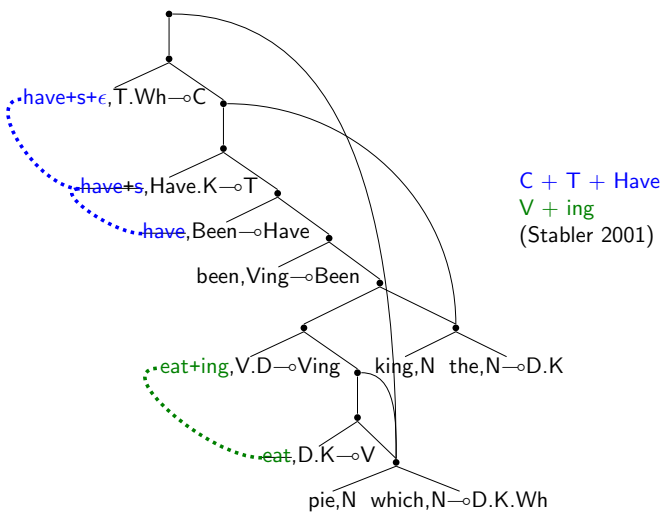 have+s+ϵ,T.Wh⊸C
have+s,Have.K⊸T
C + T + Have
V + ing
(Stabler 2001)
have,Been⊸Have
been,Ving⊸Been
eat+ing,V.D⊸Ving
king,N
the,N⊸D.K
eat,D.K⊸V
pie,N
which,N⊸D.K.Wh